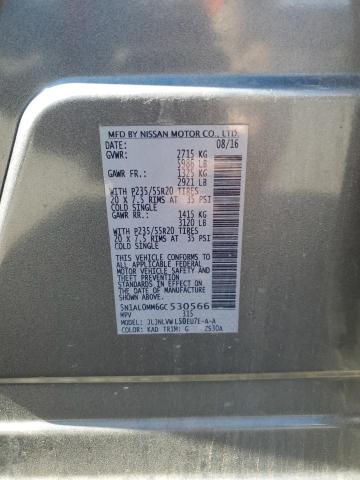 MFD BY NISSAN MOTOR CO., LTD.
DATE: 08/16
GVWR: 2715 KG
5986 LB
GAWR FR.: 1325 KG
2921 LB
WITH P235/55R20 TIRES
20 X 7.5 RIMS AT 35 PSI
COLD SINGLE
GAWR RR: 1415 KG
3120 LB
WITH P235/55R20 TIRES
20 X 7.5 RIMS AT 35 PSI
COLD SINGLE
THIS VEHICLE CONFORMS TO ALL
APPLICABLE FEDERAL MOTOR
VEHICLE SAFETY AND THEFT
PREVENTION STANDARDS IN
EFFECT ON THE DATE OF
MANUFACTURE SHOWN ABOVE
5N1AL0MM6GC530566
MPV 315
MODEL: JLJNLVWL50EU7E-A-A
COLOR: KAD TRIM: G ZS30A